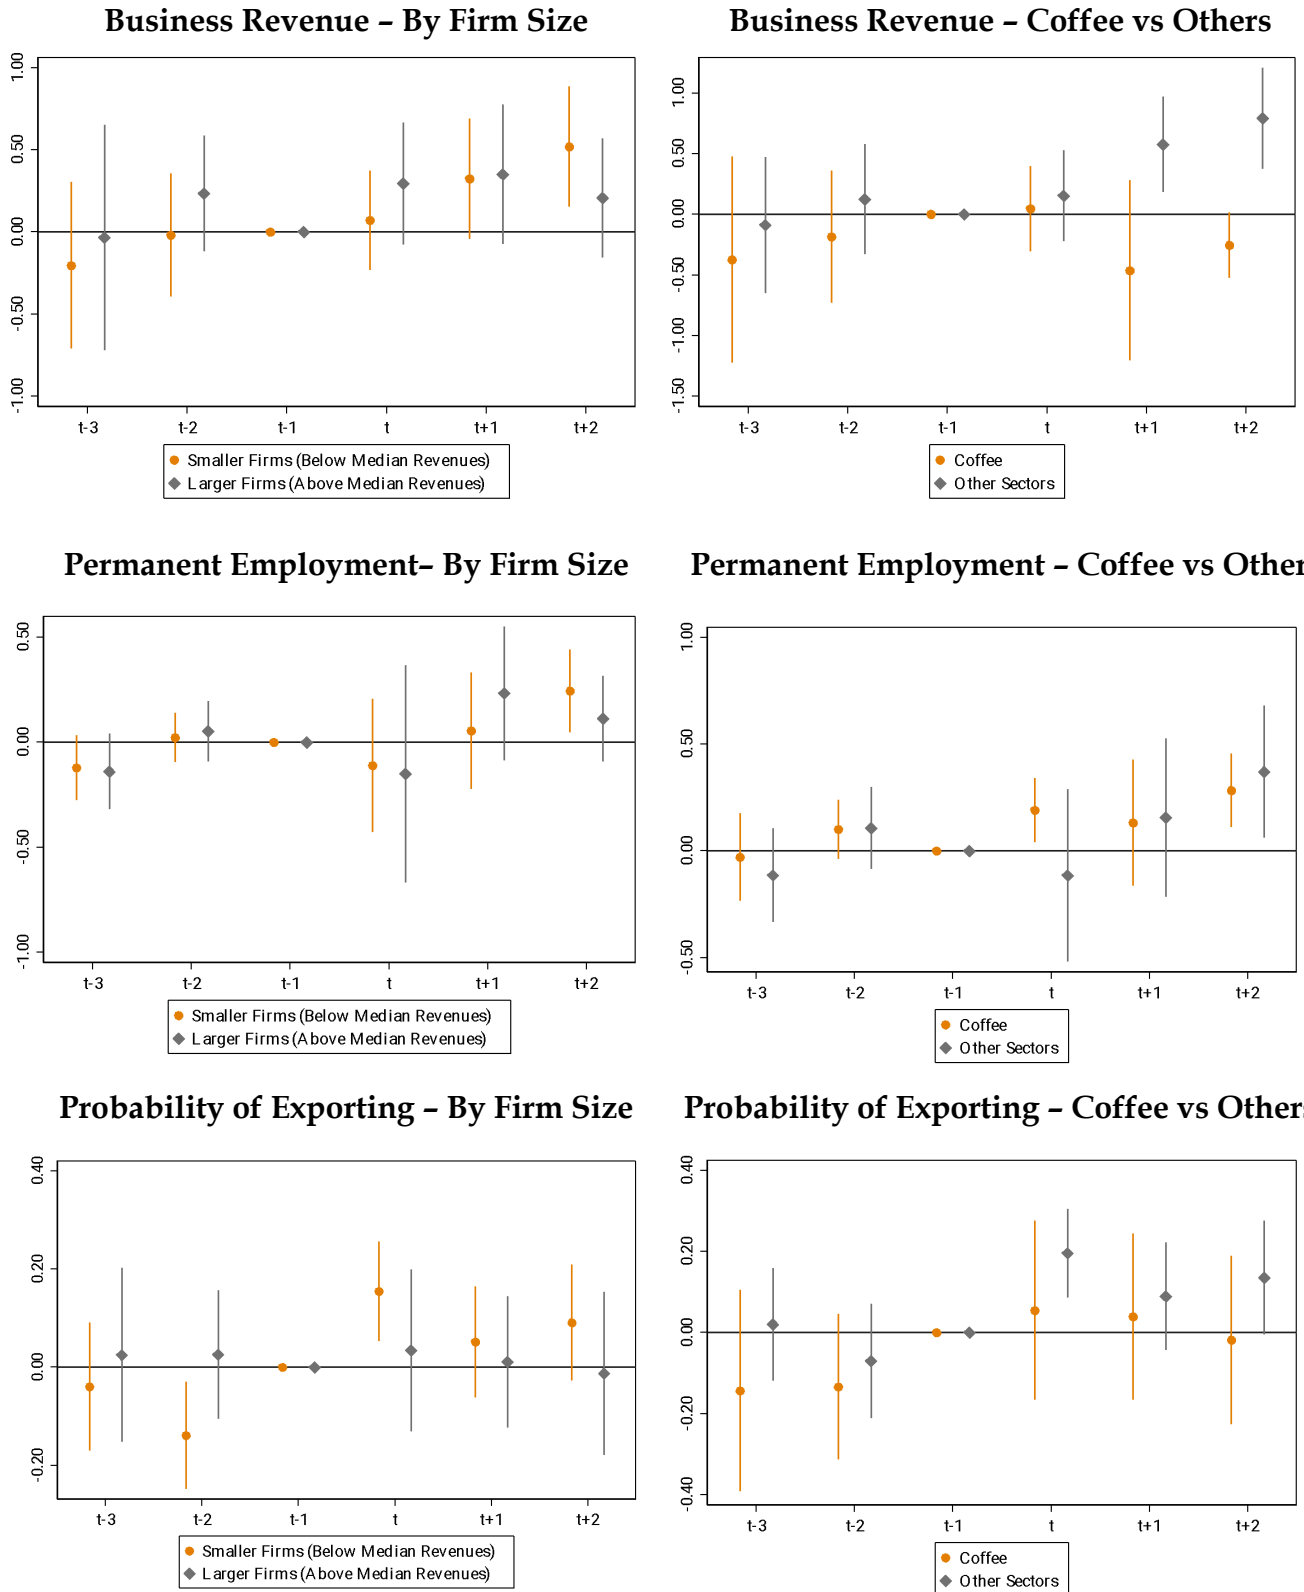 Business Revenue – By Firm Size
1.00
0.50
0.00
-0.50
-1.00
t-3 t-2 t-1 t t+1 t+2
Smaller Firms (Below Median Revenues)
Larger Firms (Above Median Revenues)
Business Revenue – Coffee vs Others
1.00
0.50
0.00
-0.50
-1.00
-1.50
t-3 t-2 t-1 t t+1 t+2
Coffee
Other Sectors
Permanent Employment– By Firm Size
0.50
0.00
-0.50
-1.00
t-3 t-2 t-1 t t+1 t+2
Smaller Firms (Below Median Revenues)
Larger Firms (Above Median Revenues)
Permanent Employment – Coffee vs Other
1.00
0.50
0.00
-0.50
t-3 t-2 t-1 t t+1 t+2
Coffee
Other Sectors
Probability of Exporting – By Firm Size
0.40
0.20
0.00
-0.20
t-3 t-2 t-1 t t+1 t+2
Smaller Firms (Below Median Revenues)
Larger Firms (Above Median Revenues)
Probability of Exporting – Coffee vs Others
0.40
0.20
0.00
-0.20
-0.40
t-3 t-2 t-1 t t+1 t+2
Coffee
Other Sectors